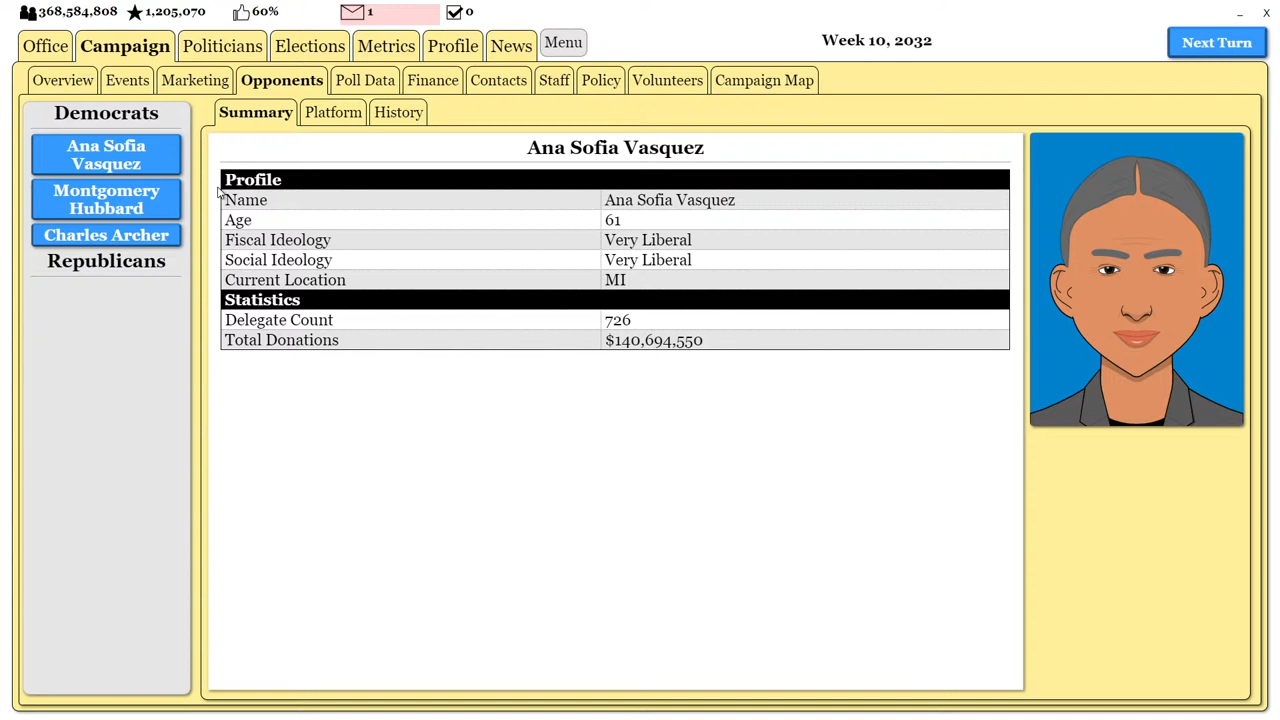 368,584,808 1,205,070 60% 1 0
_ X
Office Campaign Politicians Elections Metrics Profile News Menu
Week 10, 2032
Next Turn
Overview Events Marketing Opponents Poll Data Finance Contacts Staff Policy Volunteers Campaign Map
Democrats
Ana Sofia
Vasquez
Montgomery
Hubbard
Charles Archer
Republicans
Summary Platform History
Ana Sofia Vasquez
Profile
Name Ana Sofia Vasquez
Age 61
Fiscal Ideology Very Liberal
Social Ideology Very Liberal
Current Location MI
Statistics
Delegate Count 726
Total Donations $140,694,550